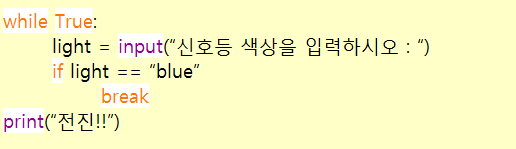 while True:
light = input(“신호등 색상을 입력하시오 : “)
if light == “blue”
break
print(“전진!!”)